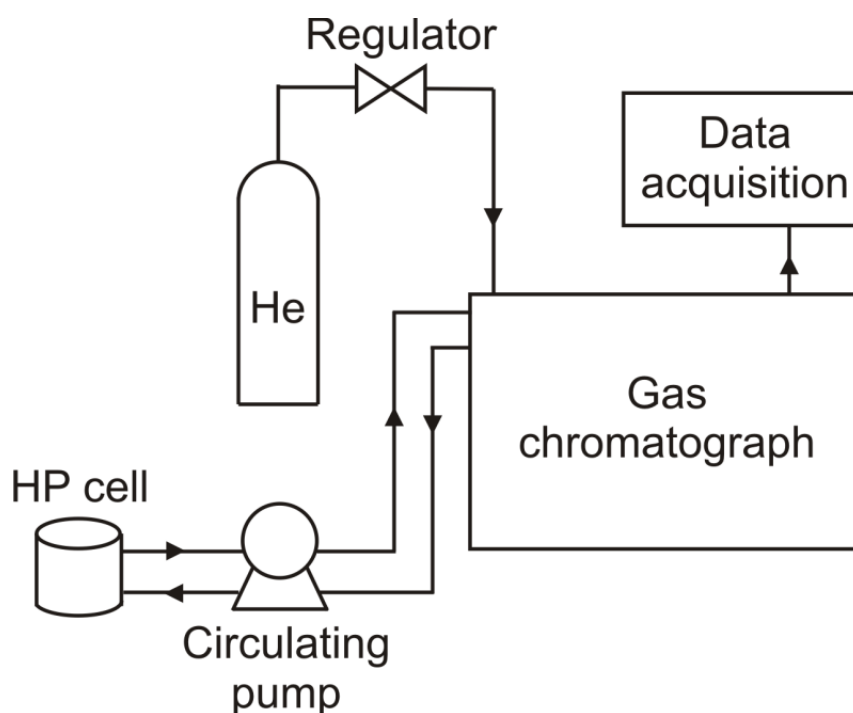 Regulator
Data
acquisition
He
Gas
chromatograph
HP cell
Circulating
pump